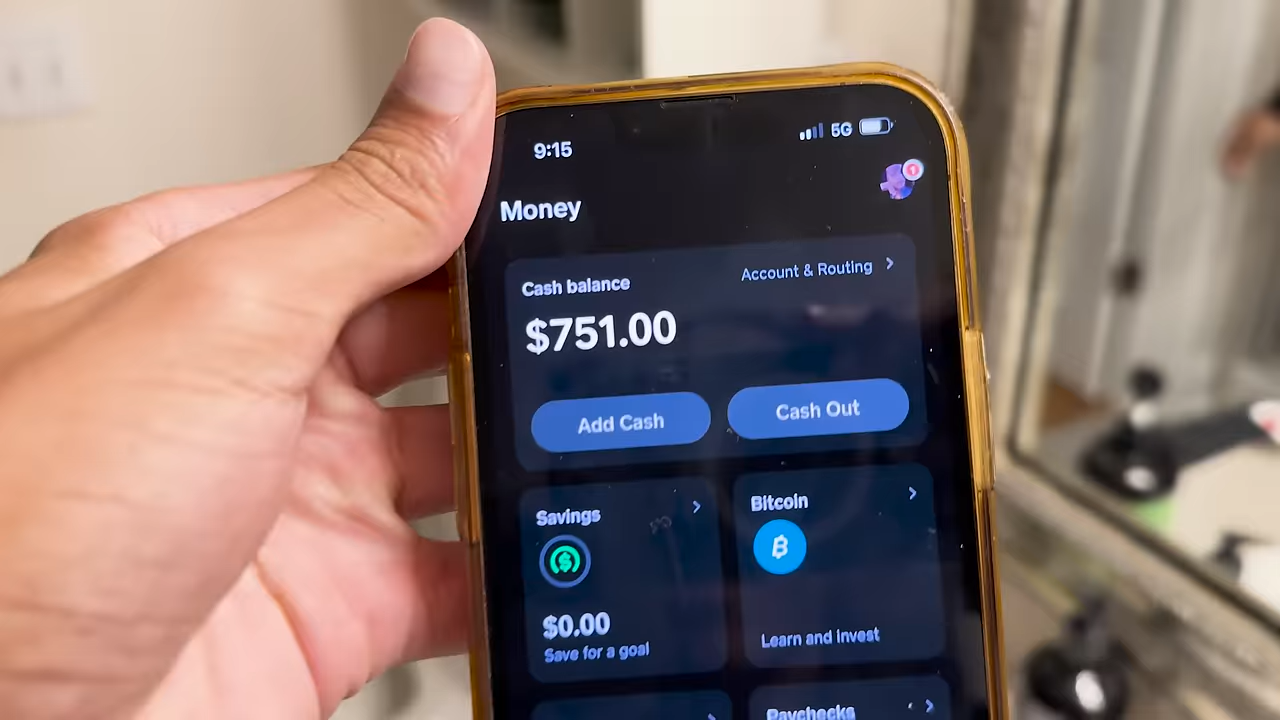 9:15
5G
1
Money
Cash balance
Account & Routing
$751.00
Add Cash
Cash Out
Savings
Bitcoin
$0.00
Save for a goal
Learn and invest
Paychecks